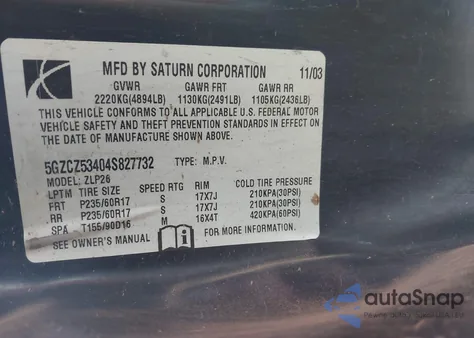 MFD BY SATURN CORPORATION 11/03
GVWR GAWR FRT GAWR RR
2220KG(4894LB) 1130KG(2491LB) 1105KG(2436LB)
THIS VEHICLE CONFORMS TO ALL APPLICABLE U.S. FEDERAL MOTOR
VEHICLE SAFETY AND THEFT PREVENTION STANDARDS IN EFFECT ON
THE DATE OF MANUFACTURE SHOWN ABOVE.
5GZCZ53404S827732 TYPE: M.P.V.
MODEL: ZLP26
LPTM TIRE SIZE SPEED RTG RIM COLD TIRE PRESSURE
FRT P235/60R17 S 17X7J 210KPA(30PSI)
RR P235/60R17 S 17X7J 210KPA(30PSI)
SPA T155/90D16 M 16X4T 420KPA(60PSI)
SEE OWNER'S MANUAL
autoSnap